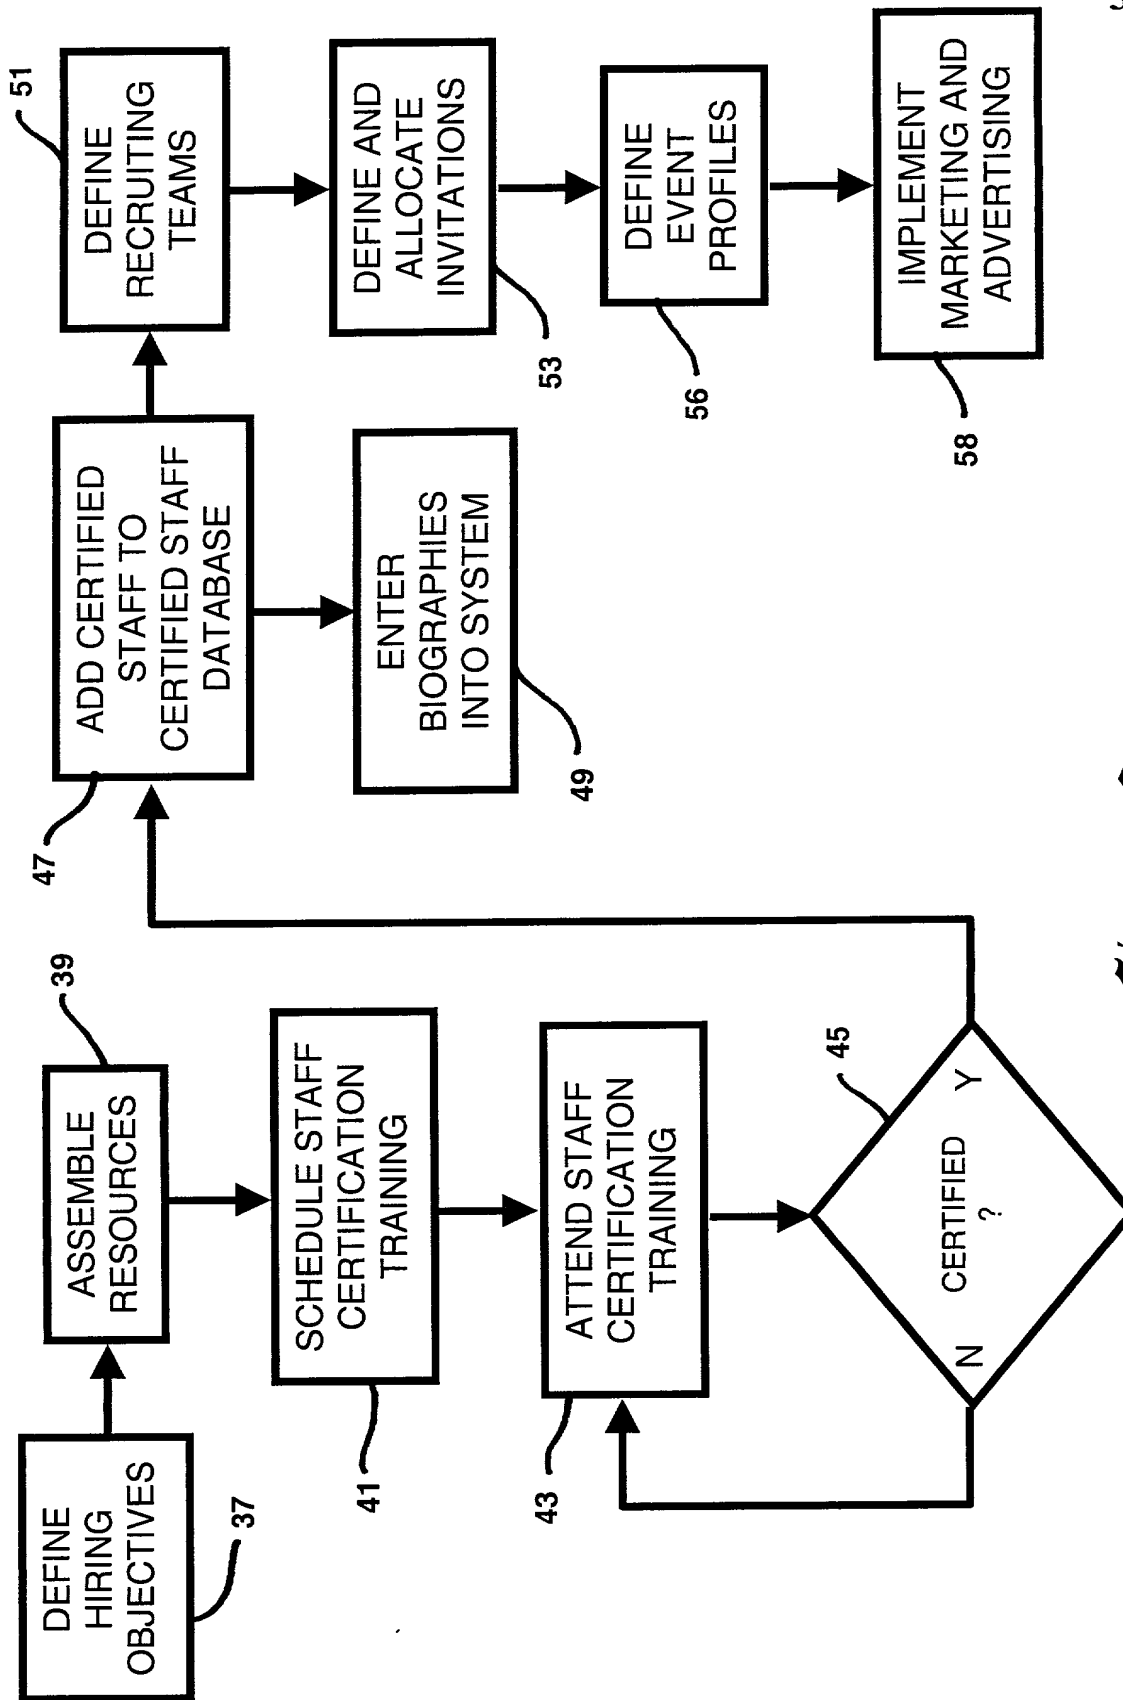 DEFINE
HIRING
OBJECTIVES
37
ASSEMBLE
RESOURCES
39
SCHEDULE STAFF
CERTIFICATION
TRAINING
41
ATTEND STAFF
CERTIFICATION
TRAINING
43
CERTIFIED
?
N
Y
45
ADD CERTIFIED
STAFF TO
CERTIFIED STAFF
DATABASE
47
ENTER
BIOGRAPHIES
INTO SYSTEM
49
DEFINE
RECRUITING
TEAMS
51
DEFINE AND
ALLOCATE
INVITATIONS
53
DEFINE
EVENT
PROFILES
56
IMPLEMENT
MARKETING AND
ADVERTISING
58